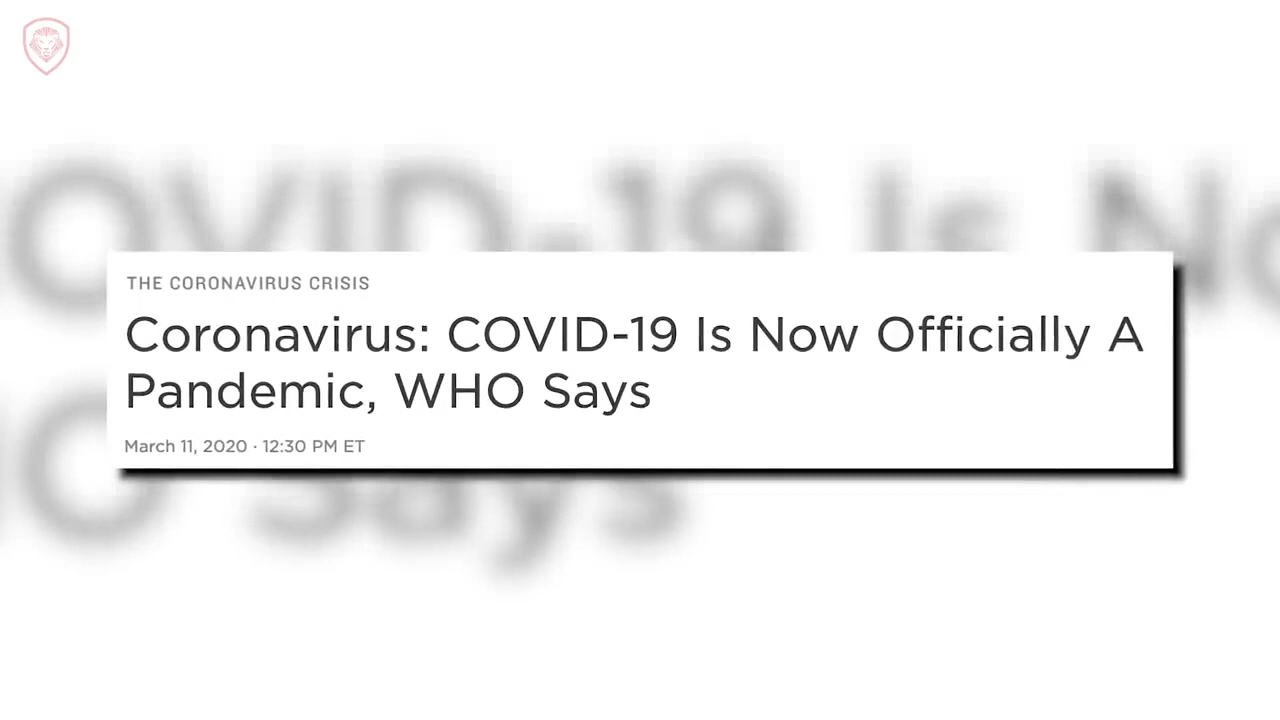 THE CORONAVIRUS CRISIS
Coronavirus: COVID-19 Is Now Officially A
Pandemic, WHO Says
March 11, 2020 · 12:30 PM ET